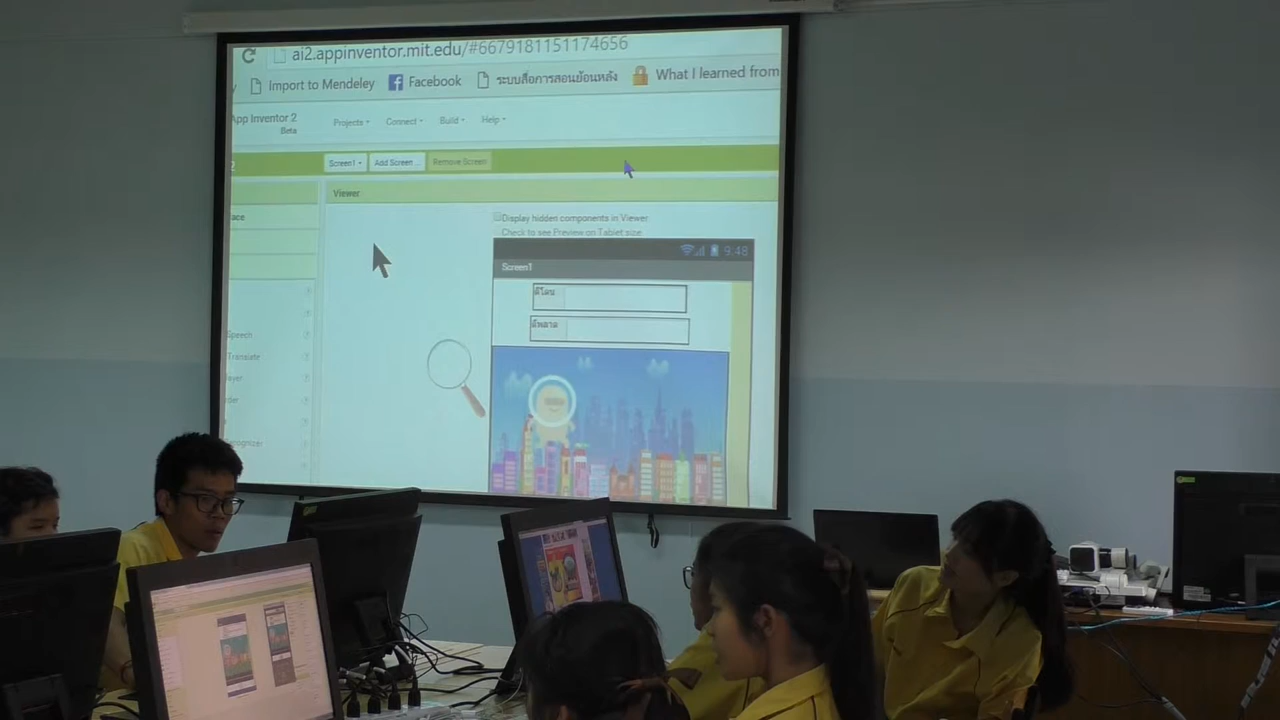 ai2.appinventor.mit.edu/#6679181151174656
Import to Mendeley Facebook ระบบสื่อการสอนย้อนหลัง What I learned from
App Inventor 2
Beta
Projects Connect Build Help
2 Screen1 Add Screen ... Remove Screen
Viewer
Display hidden components in Viewer
Check to see Preview on Tablet size
9:48
Screen1
Speech
Translate